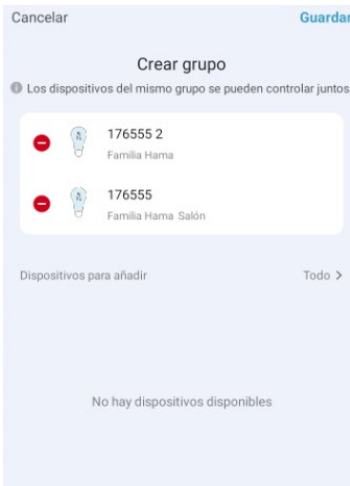 Cancelar Guardar
Crear grupo
Los dispositivos del mismo grupo se pueden controlar juntos
176555 2
Familia Hama
176555
Familia Hama Salón
Dispositivos para añadir Todo >
No hay dispositivos disponibles